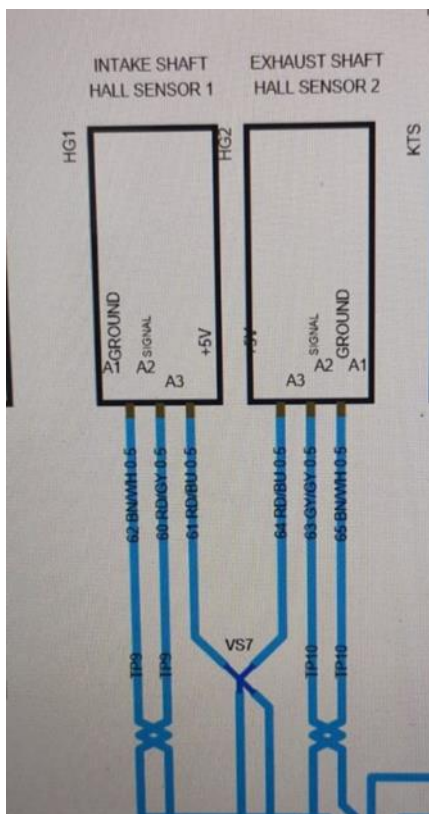 INTAKE SHAFT
HALL SENSOR 1
EXHAUST SHAFT
HALL SENSOR 2
HG1
HG2
KTS
GROUND
SIGNAL
+5V
A1
A2
A3
+5V
SIGNAL
GROUND
A3
A2
A1
62 BN/WH 0.5
60 RD/GY 0.5
61 RD/BU 0.5
64 RD/BU 0.5
63 GY/GY 0.5
65 BN/WH 0.5
VS7
TP9
TP9
TP10
TP10